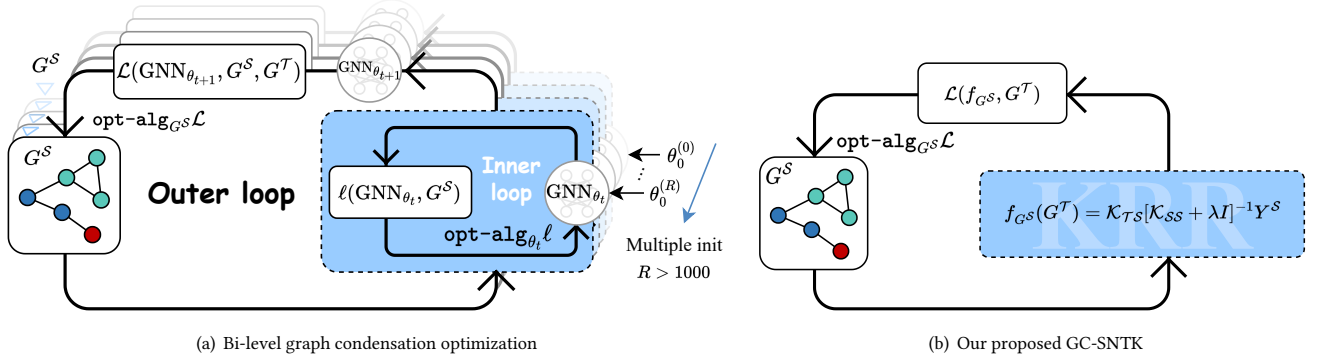 G^𝒮
ℒ(GNN_{θ_{t+1}}, G^𝒮, G^𝒯)
GNN_{θ_{t+1}}
opt-alg_{G^𝒮}ℒ
G^𝒮
Outer loop
Inner
loop
ℓ(GNN_{θ_t}, G^𝒮)
GNN_{θ_t}
opt-alg_{θ_t}ℓ
θ_0^{(0)}
⋮
θ_0^{(R)}
Multiple init
R > 1000
(a) Bi-level graph condensation optimization
ℒ(f_{G^𝒮}, G^𝒯)
opt-alg_{G^𝒮}ℒ
G^𝒮
KRR
f_{G^𝒮}(G^𝒯) = 𝒦_{𝒯𝒮}[𝒦_{𝒮𝒮} + λI]^{-1}Y^𝒮
(b) Our proposed GC-SNTK